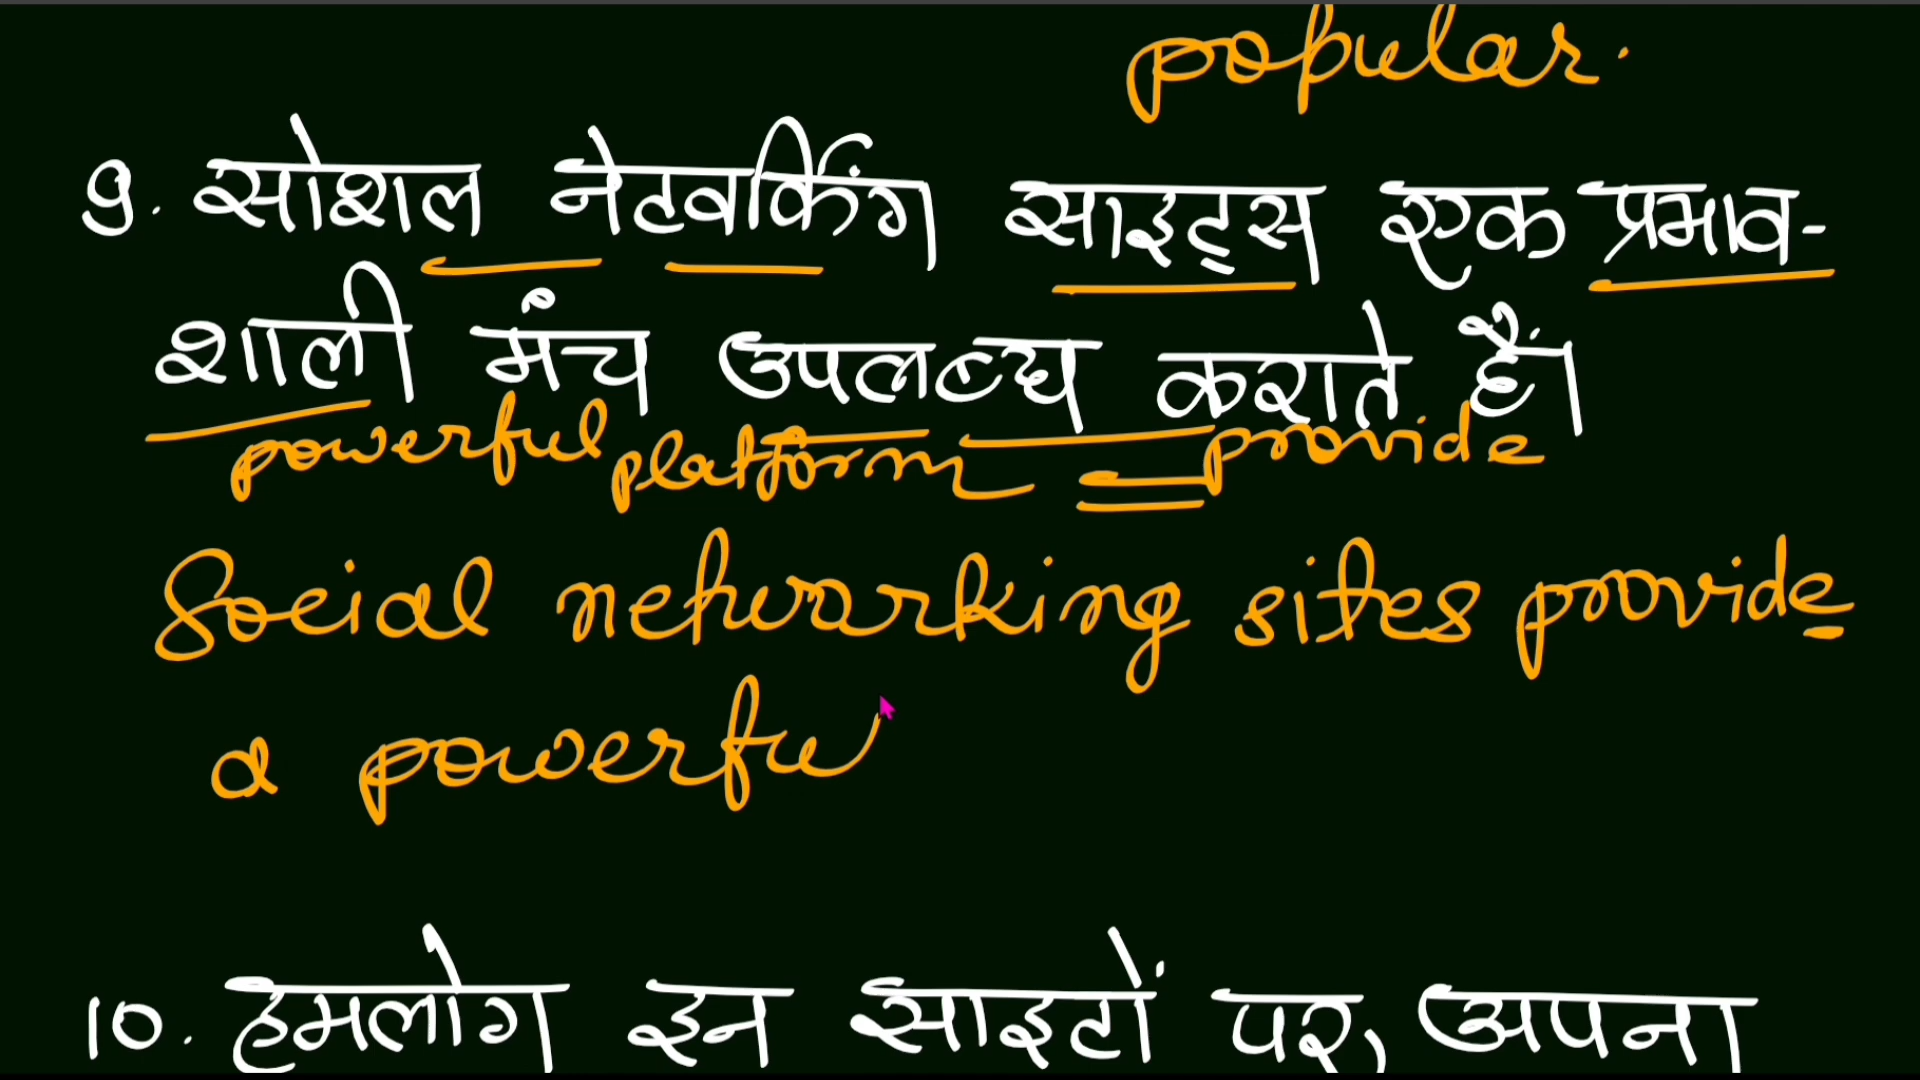 popular.
9. सोशल नेटवर्किंग साइट्स एक प्रभाव-
शाली मंच उपलब्ध कराते हैं।
powerful platform provide
Social networking sites provide
a powerfu
10. हमलोग इन साइटों पर, अपना